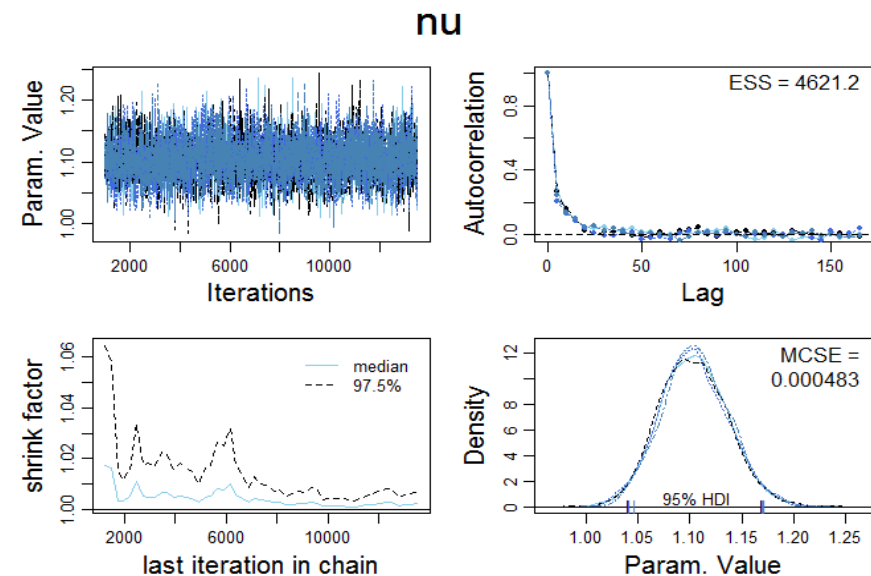 nu
Param. Value
1.00 1.10 1.20
2000 6000 10000
Iterations
Autocorrelation
0.0 0.4 0.8
ESS = 4621.2
0 50 100 150
Lag
shrink factor
1.00 1.02 1.04 1.06
median
97.5%
2000 6000 10000
last iteration in chain
Density
0 2 4 6 8 12
MCSE =
0.000483
95% HDI
1.00 1.05 1.10 1.15 1.20 1.25
Param. Value